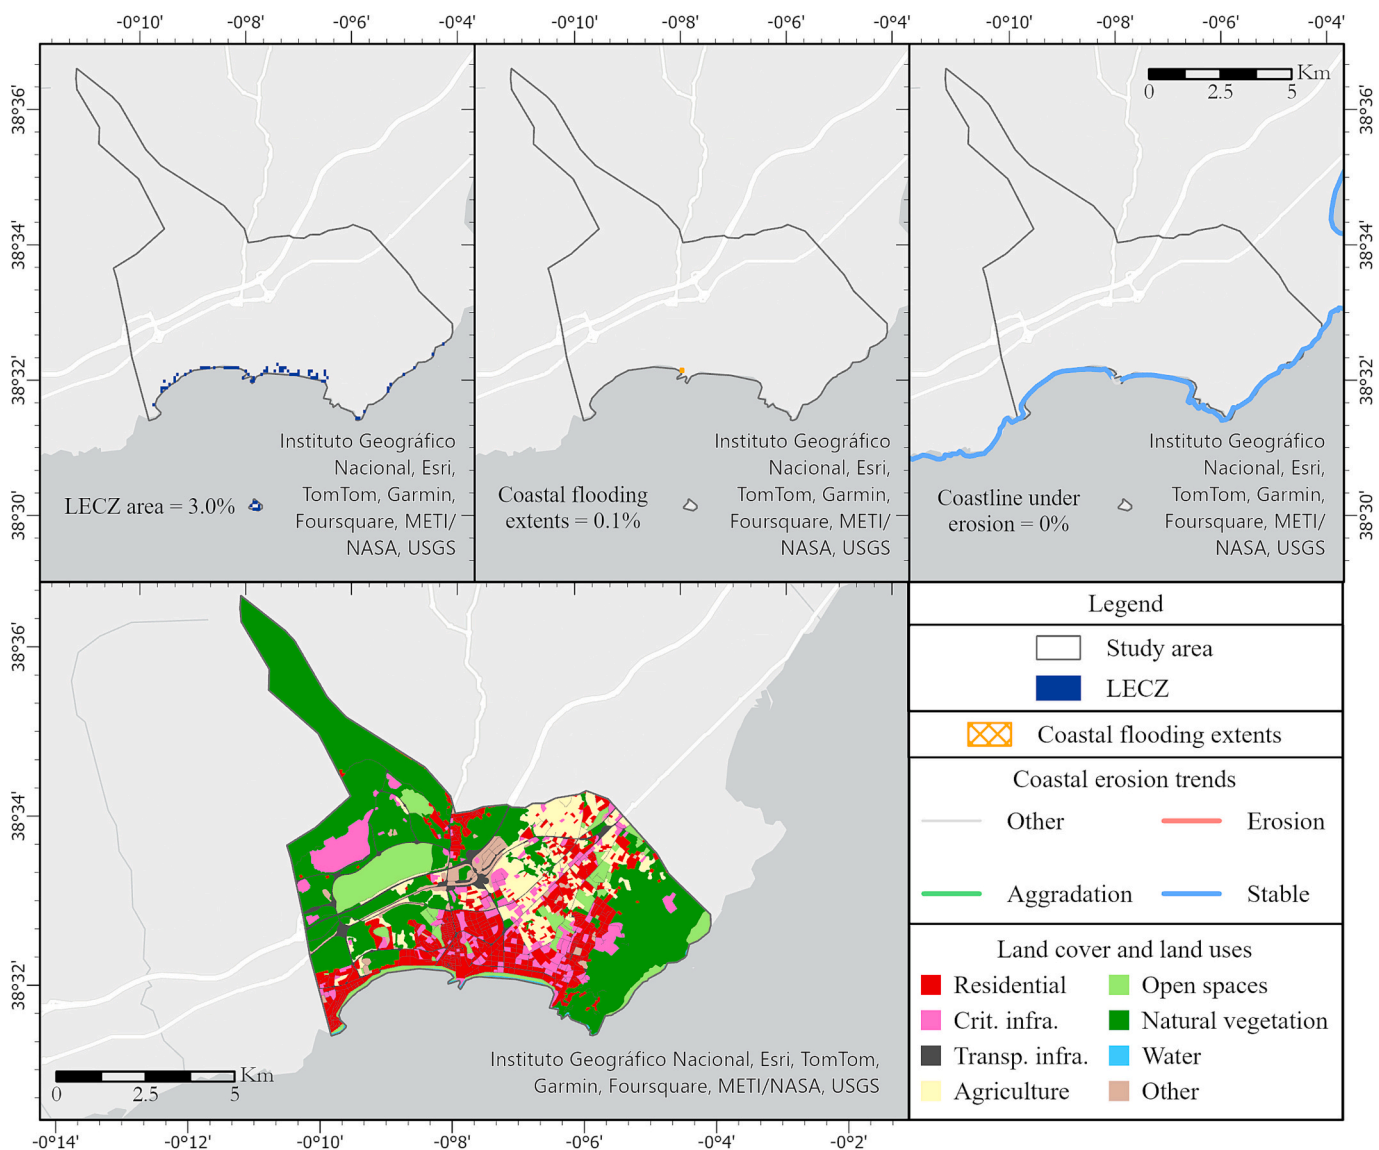 -0°10' -0°8' -0°6' -0°4' -0°10' -0°8' -0°6' -0°4' -0°10' -0°8' -0°6' -0°4'
Km
0 2.5 5
38°36' 38°36'
38°34' 38°34'
38°32' 38°32'
38°30' 38°30'
Instituto Geográfico
Nacional, Esri,
TomTom, Garmin,
Foursquare, METI/
NASA, USGS
LECZ area = 3.0%
Instituto Geográfico
Nacional, Esri,
TomTom, Garmin,
Foursquare, METI/
NASA, USGS
Coastal flooding
extents = 0.1%
Instituto Geográfico
Nacional, Esri,
TomTom, Garmin,
Foursquare, METI/
NASA, USGS
Coastline under
erosion = 0%
38°36'
38°34'
38°32'
Instituto Geográfico Nacional, Esri, TomTom,
Garmin, Foursquare, METI/NASA, USGS
Km
0 2.5 5
-0°14' -0°12' -0°10' -0°8' -0°6' -0°4' -0°2'
Legend
Study area
LECZ
Coastal flooding extents
Coastal erosion trends
Other Erosion
Aggradation Stable
Land cover and land uses
Residential Open spaces
Crit. infra. Natural vegetation
Transp. infra. Water
Agriculture Other